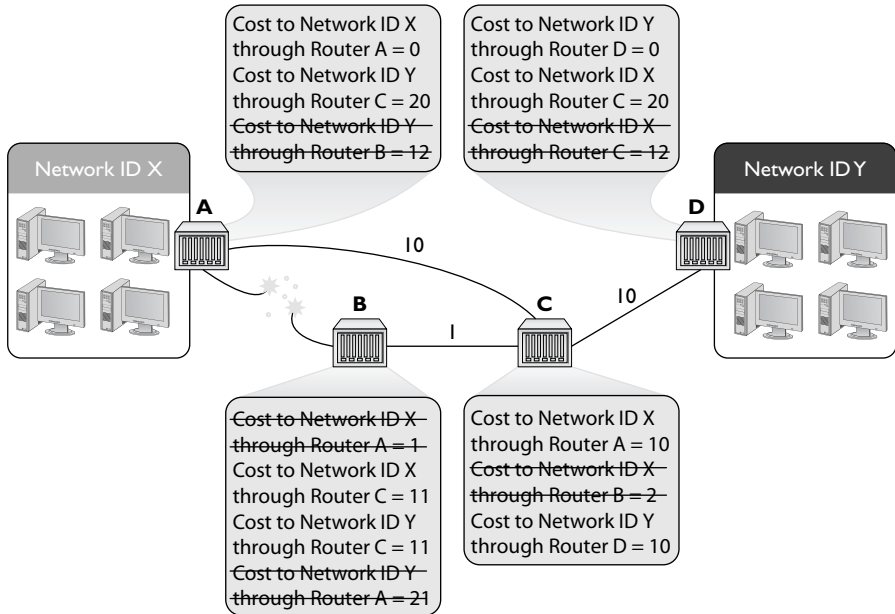 Cost to Network ID X
through Router A = 0
Cost to Network ID Y
through Router C = 20
Cost to Network ID Y
through Router B = 12
Cost to Network ID Y
through Router D = 0
Cost to Network ID X
through Router C = 20
Cost to Network ID X
through Router C = 12
Network ID X
Network ID Y
A
D
10
10
B
C
1
Cost to Network ID X
through Router A = 1
Cost to Network ID X
through Router C = 11
Cost to Network ID Y
through Router C = 11
Cost to Network ID Y
through Router A = 21
Cost to Network ID X
through Router A = 10
Cost to Network ID X
through Router B = 2
Cost to Network ID Y
through Router D = 10